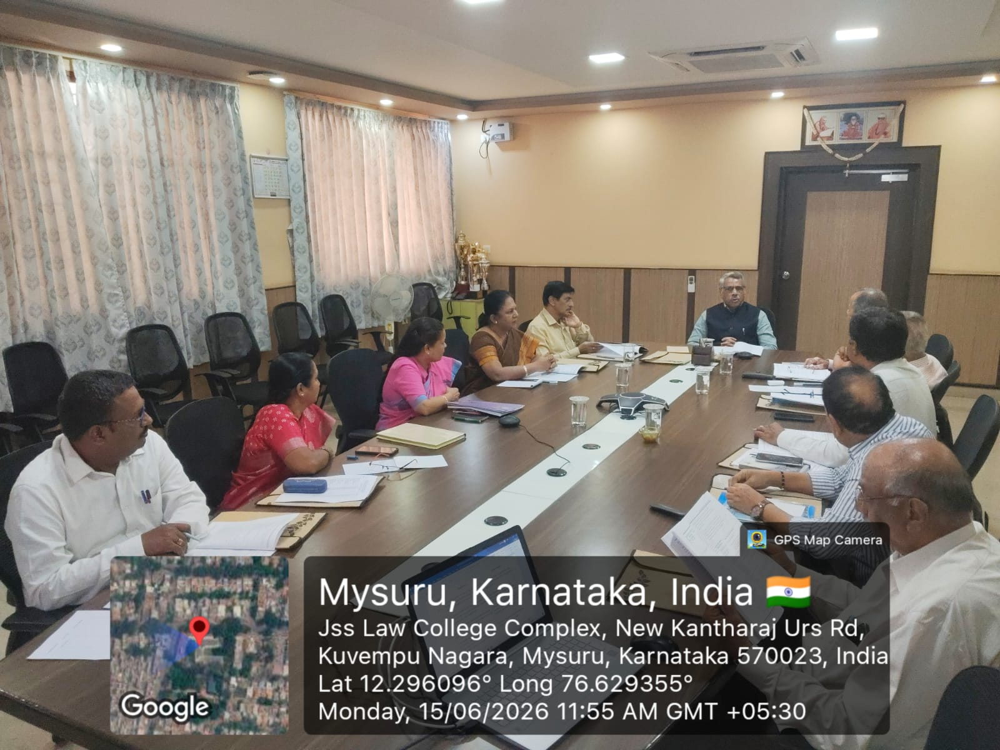 GPS Map Camera
Mysuru, Karnataka, India
Jss Law College Complex, New Kantharaj Urs Rd,
Kuvempu Nagara, Mysuru, Karnataka 570023, India
Lat 12.296096° Long 76.629355°
Monday, 15/06/2026 11:55 AM GMT +05:30
Google